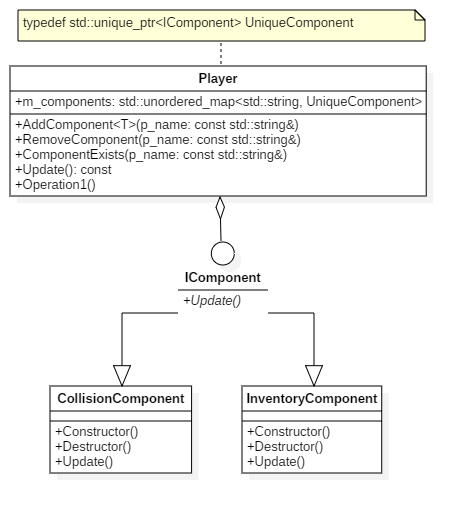 typedef std::unique_ptr<IComponent> UniqueComponent
Player
+m_components: std::unordered_map<std::string, UniqueComponent>
+AddComponent<T>(p_name: const std::string&)
+RemoveComponent(p_name: const std::string&)
+ComponentExists(p_name: const std::string&)
+Update(): const
+Operation1()
IComponent
+Update()
CollisionComponent
+Constructor()
+Destructor()
+Update()
InventoryComponent
+Constructor()
+Destructor()
+Update()